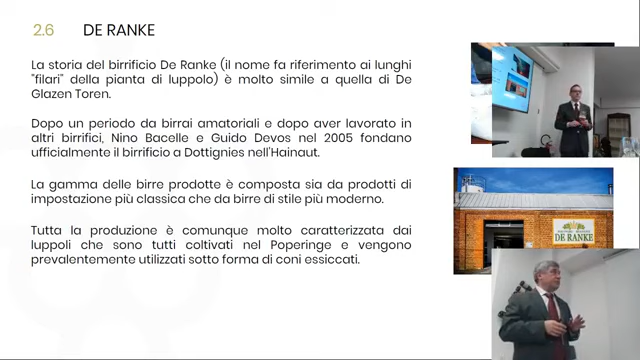 2.6 DE RANKE
La storia del birrificio De Ranke (il nome fa riferimento ai lunghi
"filari" della pianta di luppolo) è molto simile a quella di De
Glazen Toren.
Dopo un periodo da birrai amatoriali e dopo aver lavorato in
altri birrifici, Nino Bacelle e Guido Devos nel 2005 fondano
ufficialmente il birrificio a Dottignies nell'Hainaut.
La gamma delle birre prodotte è composta sia da prodotti di
impostazione più classica che da birre di stile più moderno.
Tutta la produzione è comunque molto caratterizzata dai
luppoli che sono tutti coltivati nel Poperinge e vengono
prevalentemente utilizzati sotto forma di coni essiccati.
DE RANKE